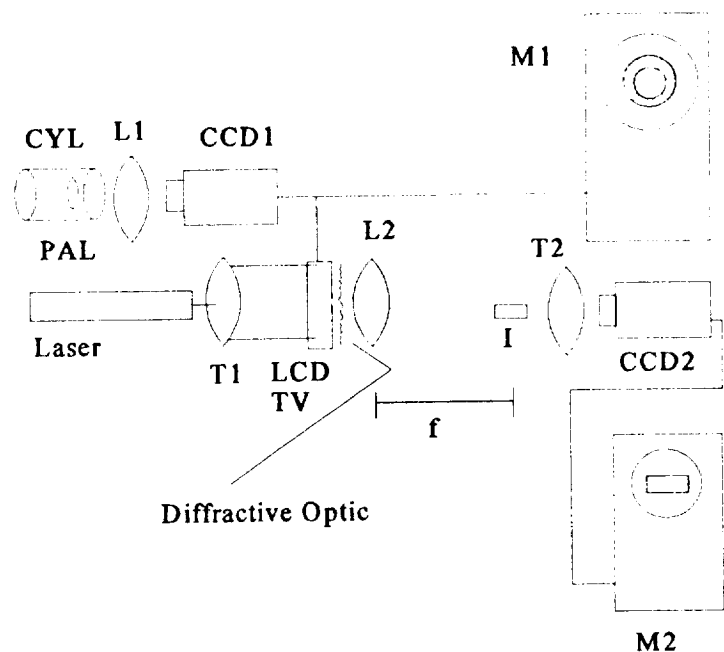 M1
CYL
L1
CCD1
PAL
L2
T2
Laser
T1
LCD
TV
I
CCD2
f
Diffractive Optic
M2